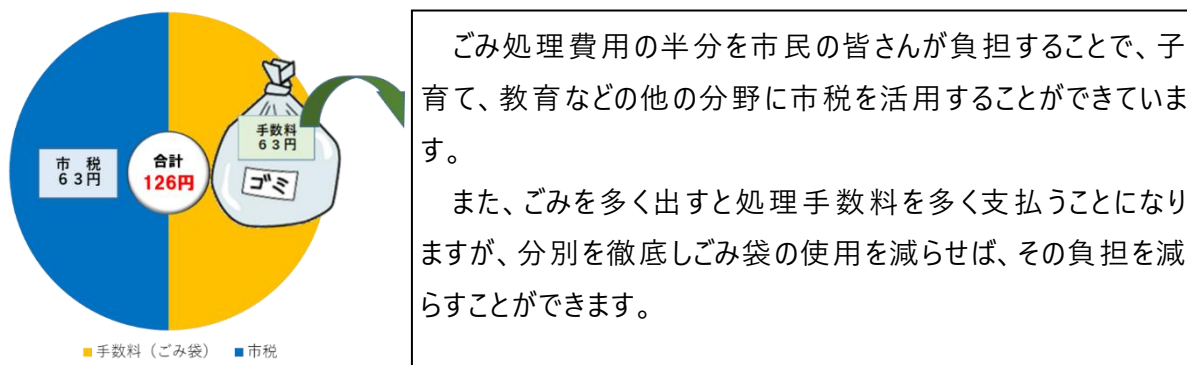 市 税
63円
合計
126円
手数料
63円
ゴミ
■手数料（ごみ袋） ■市税
ごみ処理費用の半分を市民の皆さんが負担することで、子
育て、教育などの他の分野に市税を活用することができていま
す。
また、ごみを多く出すと処理手数料を多く支払うことになり
ますが、分別を徹底しごみ袋の使用を減らせば、その負担を減
らすことができます。